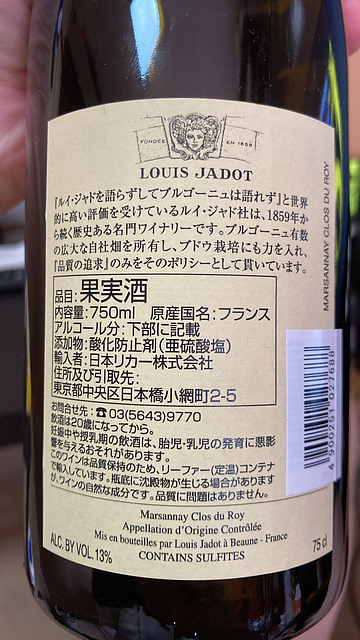 FONDÉE EN 1859
LOUIS JADOT
『ルイ・ジャドを語らずしてブルゴーニュは語れず』と世界
的に高い評価を受けているルイ・ジャド社は、1859年か
ら続く歴史ある名門ワイナリーです。ブルゴーニュ有数
の広大な自社畑を所有し、ブドウ栽培にも力を入れ、
『品質の追求』のみをそのポリシーとして貫いています。
品目:果実酒
内容量:750ml 原産国名:フランス
アルコール分:下部に記載
添加物:酸化防止剤(亜硫酸塩)
輸入者:日本リカー株式会社
住所及び引取先:
東京都中央区日本橋小網町2-5
お問合せ先:☎03(5643)9770
飲酒は20歳になってから。
妊娠中や授乳期の飲酒は、胎児・乳児の発育に悪影
響を与えるおそれがあります。
このワインは品質保持のため、リーファー(定温)コンテナ
で輸入しています。瓶底に沈殿物が生じる場合があります
が、ワインの自然な成分です。品質に問題はありません。
Marsannay Clos du Roy
Appellation d'Origine Contrôlée
Mis en bouteilles par Louis Jadot à Beaune - France
ALC. BY VOL. 13%
CONTAINS SULFITES
75 cl
MARSANNAY CLOS DU ROY
4 990251 027688